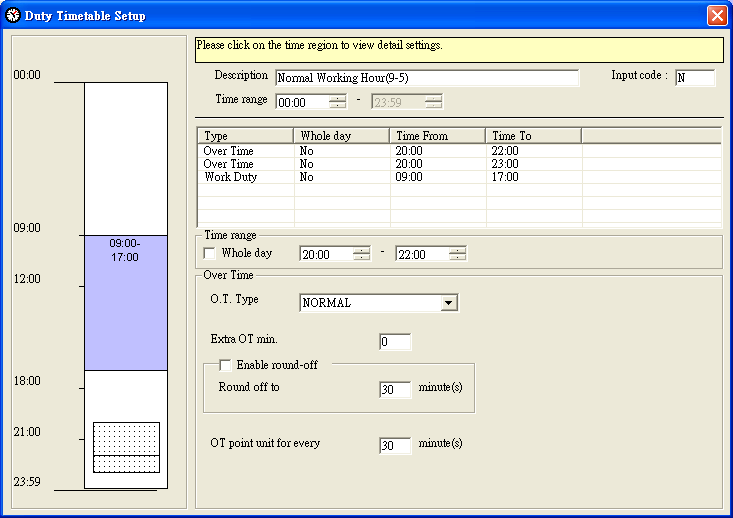 Duty Timetable Setup
Please click on the time region to view detail settings.
Description Normal Working Hour(9-5) Input code : N
Time range 00:00 - 23:59
Type Whole day Time From Time To
Over Time No 20:00 22:00
Over Time No 20:00 23:00
Work Duty No 09:00 17:00
Time range
Whole day 20:00 - 22:00
Over Time
O.T. Type NORMAL
Extra OT min. 0
Enable round-off
Round off to 30 minute(s)
OT point unit for every 30 minute(s)
00:00
09:00
09:00-
17:00
12:00
18:00
21:00
23:59